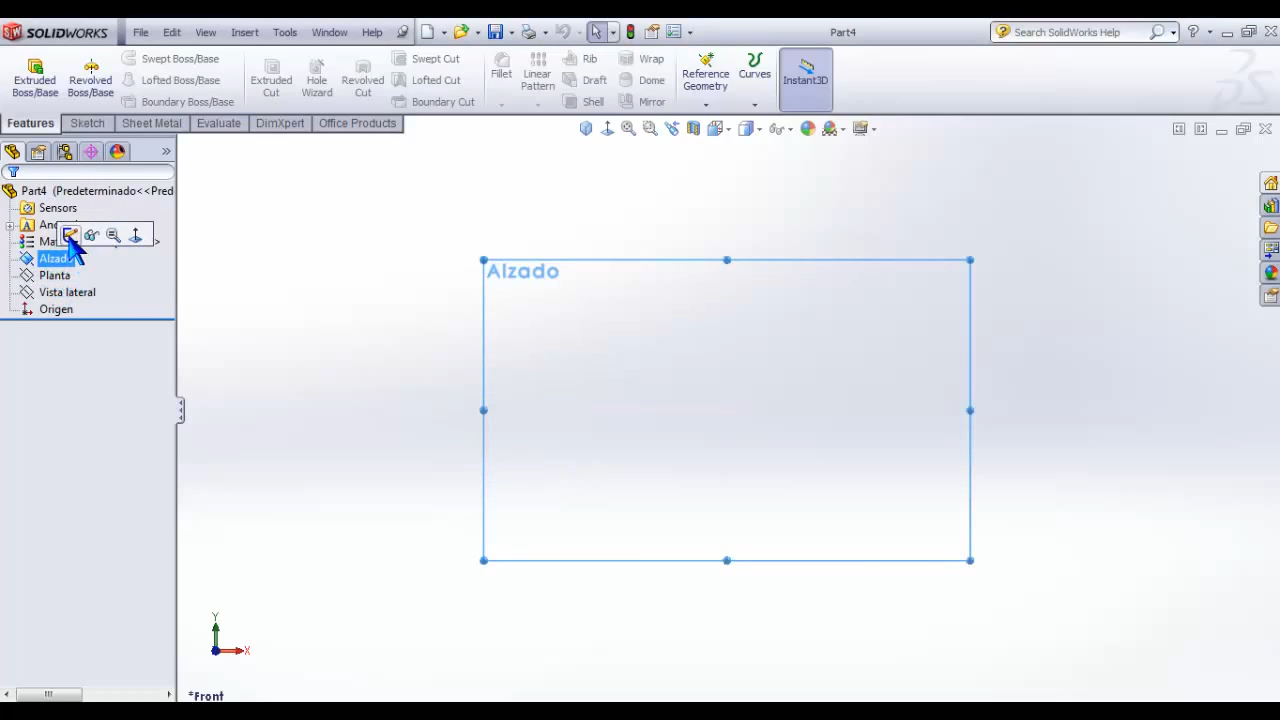 SOLIDWORKS File Edit View Insert Tools Window Help Part4 Search SolidWorks Help
Extruded Boss/Base
Revolved Boss/Base
Swept Boss/Base
Lofted Boss/Base
Boundary Boss/Base
Extruded Cut
Hole Wizard
Revolved Cut
Swept Cut
Lofted Cut
Boundary Cut
Fillet
Linear Pattern
Rib
Draft
Shell
Wrap
Dome
Mirror
Reference Geometry
Curves
Instant3D
Features Sketch Sheet Metal Evaluate DimXpert Office Products
Part4 (Predeterminado<<Pred
Sensors
Alzado
Planta
Vista lateral
Origen
Alzado
Y
X
*Front